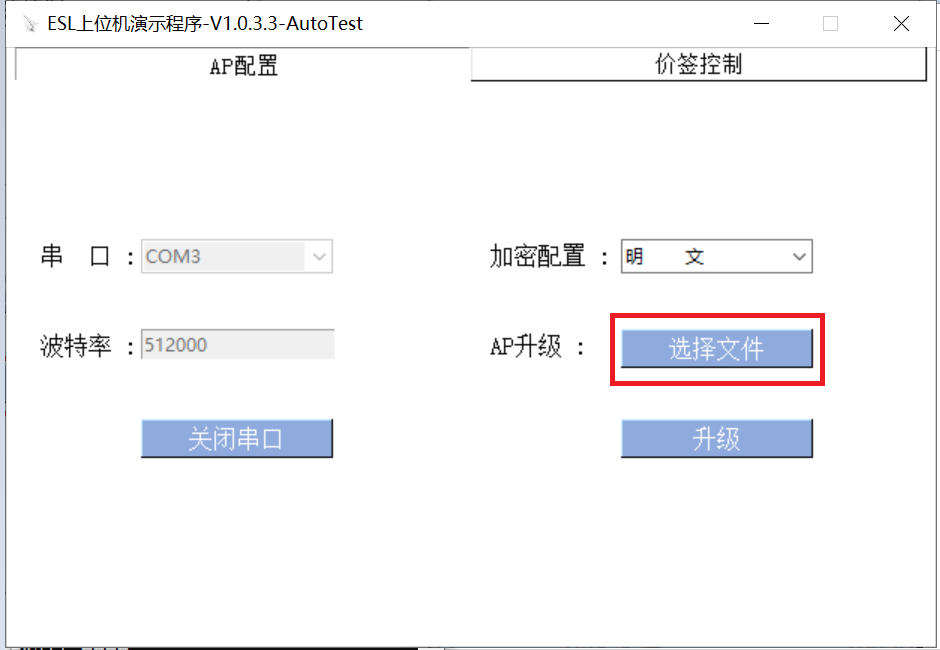 ESL上位机演示程序-V1.0.3.3-AutoTest
AP配置 价签控制
串 口 : COM3 加密配置 : 明 文
波特率 : 512000 AP升级 : 选择文件
关闭串口 升级